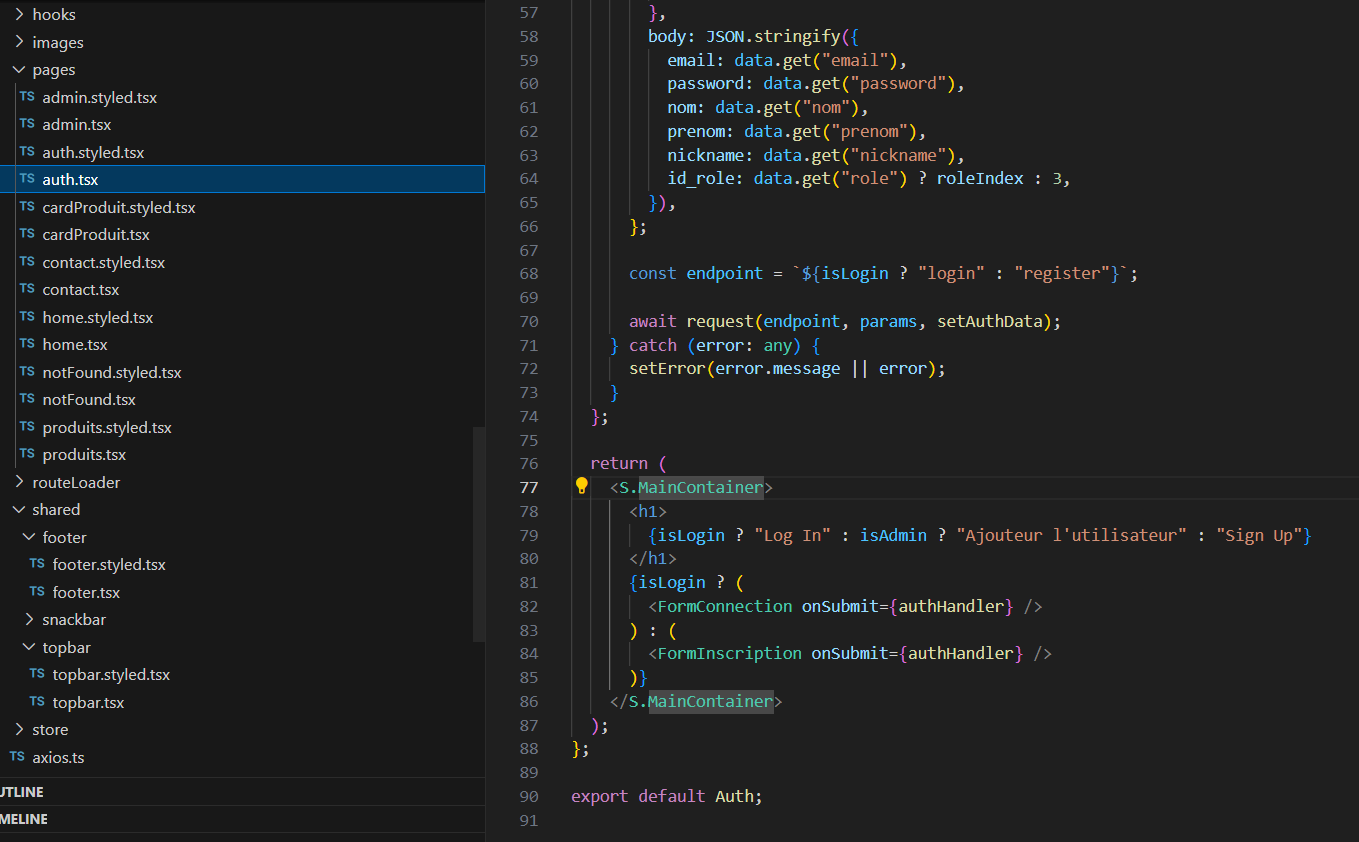 hooks
images
pages
TS admin.styled.tsx
TS admin.tsx
TS auth.styled.tsx
TS auth.tsx
TS cardProduit.styled.tsx
TS cardProduit.tsx
TS contact.styled.tsx
TS contact.tsx
TS home.styled.tsx
TS home.tsx
TS notFound.styled.tsx
TS notFound.tsx
TS produits.styled.tsx
TS produits.tsx
routeLoader
shared
footer
TS footer.styled.tsx
TS footer.tsx
snackbar
topbar
TS topbar.styled.tsx
TS topbar.tsx
store
TS axios.ts
UTLINE
MELINE
57 },
58 body: JSON.stringify({
59 email: data.get("email"),
60 password: data.get("password"),
61 nom: data.get("nom"),
62 prenom: data.get("prenom"),
63 nickname: data.get("nickname"),
64 id_role: data.get("role") ? roleIndex : 3,
65 }),
66 };
67
68 const endpoint = `${isLogin ? "login" : "register"}`;
69
70 await request(endpoint, params, setAuthData);
71 } catch (error: any) {
72 setError(error.message || error);
73 }
74 };
75
76 return (
77 <S.MainContainer>
78 <h1>
79 {isLogin ? "Log In" : isAdmin ? "Ajouteur l'utilisateur" : "Sign Up"}
80 </h1>
81 {isLogin ? (
82 <FormConnection onSubmit={authHandler} />
83 ) : (
84 <FormInscription onSubmit={authHandler} />
85 )}
86 </S.MainContainer>
87 );
88 };
89
90 export default Auth;
91